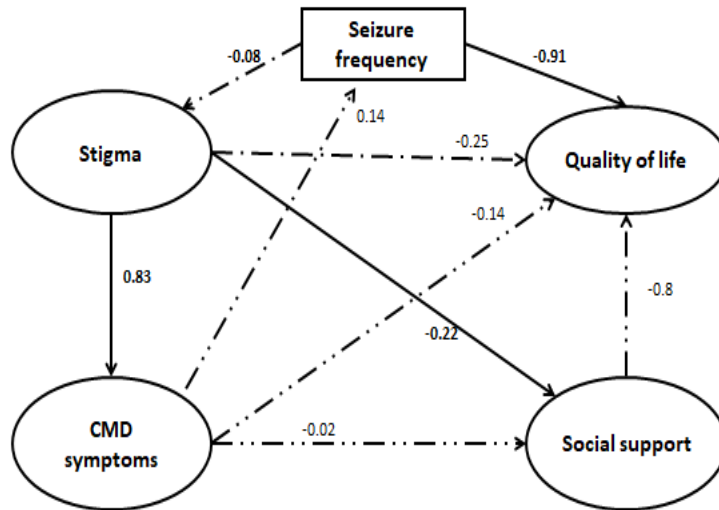 Seizure
frequency
-0.08
-0.91
0.14
Stigma
-0.25
Quality of life
-0.14
0.83
-0.8
-0.22
CMD
symptoms
-0.02
Social support